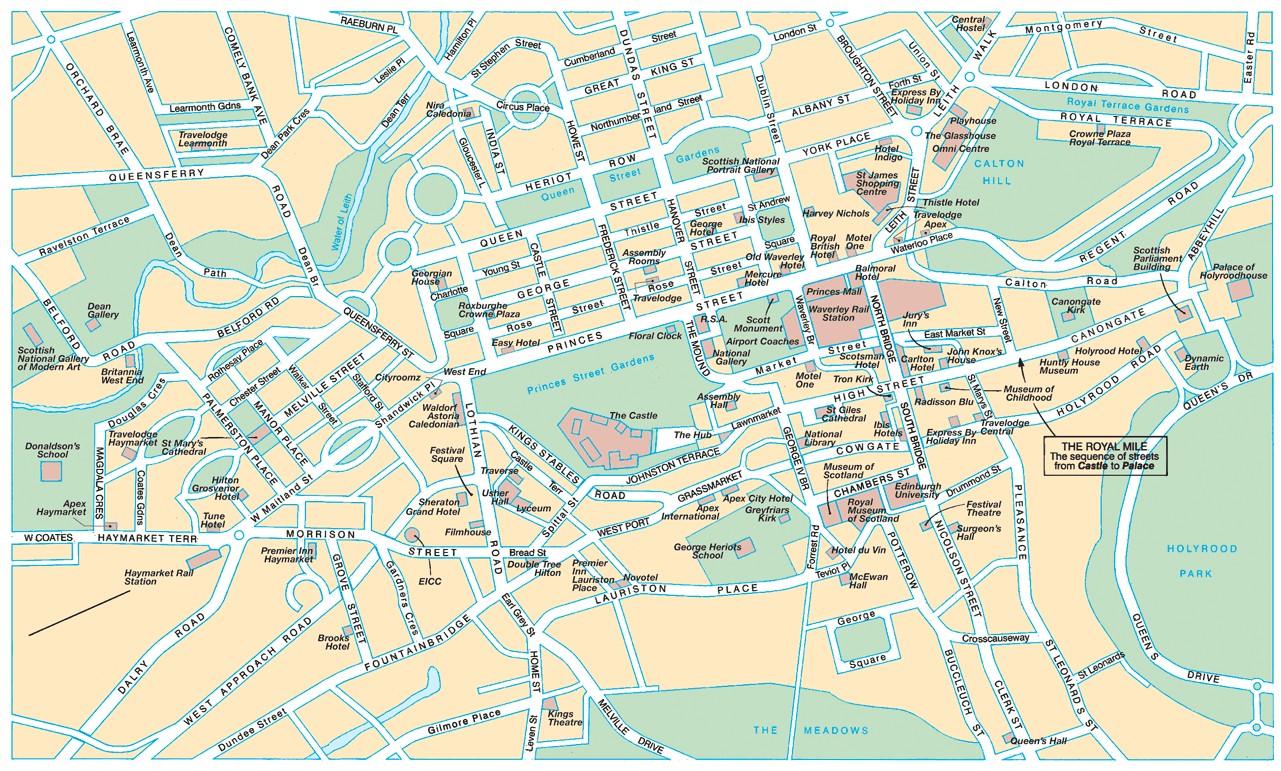 RAEBURN PL
Hamilton Pl
St Stephen Street
Cumberland
Street
DUNDAS STREET
London St
BROUGHTON STREET
Union St
Central
Hostel
LEITH WALK
Montgomery
Street
Easter Rd
Learmonth Ave
COMELY BANK AVE
ORCHARD BRAE
Leslie Pl
Dean Terr
Learmonth Gdns
Dean Park Cres
Travelodge
Learmonth
Nira
Caledonia
Circus Place
GREAT KING ST
Northumber land Street
Dublin Street
ALBANY ST
Forth St
Express By
Holiday Inn
LONDON ROAD
Royal Terrace Gardens
ROYAL TERRACE
Crowne Plaza
Royal Terrace
Playhouse
The Glasshouse
Omni Centre
CALTON
HILL
INDIA ST
Gloucester L
HOWE ST
HERIOT ROW
Queen Street Gardens
Scottish National
Portrait Gallery
YORK PLACE
Hotel
Indigo
St James
Shopping
Centre
LEITH STREET
Thistle Hotel
Travelodge
Apex
Waterloo Place
REGENT ROAD
ABBEYHILL
QUEENSFERRY ROAD
Water of Leith
Ravelston Terrace
Dean Path
Dean Br
QUEEN STREET
Thistle Street
HANOVER STREET
George
Hotel
Ibis Styles
St Andrew
Square
Harvey Nichols
Royal
British
Hotel
Motel
One
Balmoral
Hotel
Old Waverley
Hotel
Mercure
Hotel
Young St
GEORGE STREET
CASTLE STREET
FREDERICK STREET
Assembly
Rooms
Rose Street
Travelodge
Georgian
House
Charlotte
Square
Roxburghe
Crowne Plaza
Rose Street
Easy Hotel
PRINCES STREET
Floral Clock
R.S.A.
National
Gallery
THE MOUND
Scott
Monument
Airport Coaches
Princes Mall
Waverley Rail
Station
Waverley Br
NORTH BRIDGE
Calton Road
New Street
Scottish
Parliament
Building
Palace of
Holyroodhouse
Canongate
Kirk
CANONGATE
Dean
Gallery
BELFORD ROAD
BELFORD ROAD
Scottish
National Gallery
of Modern Art
Britannia
West End
Douglas Cres
Rothesay Place
Chester Street
Walker Street
MELVILLE STREET
MANOR PLACE
PALMERSTON PLACE
Stafford St
QUEENSFERRY ST
Cityroomz
Shandwick Pl
West End
Waldorf
Astoria
Caledonian
LOTHIAN ROAD
Princes Street Gardens
The Castle
The Hub
Assembly
Hall
Lawnmarket
Market Street
Motel
One
Scotsman
Hotel
Tron Kirk
HIGH STREET
St Giles
Cathedral
Carlton
Hotel
Jury's
Inn
East Market St
John Knox's
House
Museum of
Childhood
Radisson Blu
St Marys St
Travelodge
Central
Express By
Holiday Inn
Ibis
Hotels
SOUTH BRIDGE
Hunth House
Museum
Holyrood Hotel
HOLYROOD ROAD
Dynamic
Earth
QUEEN'S DR
THE ROYAL MILE
The sequence of streets
from Castle to Palace
Donaldson's
School
MAGDALL CRES
Coates Gdns
Travelodge
Haymarket
St Mary's
Cathedral
Hilton
Grosvenor
Hotel
Tune
Hotel
W Maitland St
Apex
Haymarket
W COATES
HAYMARKET TERR
Haymarket Rail
Station
Premier Inn
Haymarket
MORRISON STREET
EICC
Festival
Square
Sheraton
Grand Hotel
Filmhouse
Traverse
Usher
Hall
Lyceum
Castle Terr
KINGS STABLES ROAD
Spittal St
JOHNSTON TERRACE
GRASSMARKET
WEST PORT
Apex
International
Apex City Hotel
Greyfriars
Kirk
George Heriots
School
National
Library
GEORGE IV BR
COWGATE
CHAMBERS ST
Museum of
Scotland
Royal
Museum
of Scotland
Edinburgh
University
Drummond St
Festival
Theatre
Surgeon's
Hall
PLEASANCE
Forrest Rd
Hotel du Vin
Teviot Pl
McEwan
Hall
POTTERROW
NICOLSON STREET
HOLYROOD
PARK
QUEEN'S DRIVE
Bread St
Double Tree
Hilton
Premier
Inn
Lauriston
Place
Novotel
LAURISTON PLACE
Earl Grey St
HOME ST
FOUNTAINBRIDGE
Gardners Cres
GROVE STREET
Brooks
Hotel
DALRY ROAD
WEST APPROACH ROAD
Dundee Street
Gilmore Place
Kings
Theatre
Leven St
MELVILLE DRIVE
THE MEADOWS
George
Square
BUCCLEUCH ST
Crosscauseway
CLERK ST
Queen's Hall
ST LEONARD S ST
St Leonards